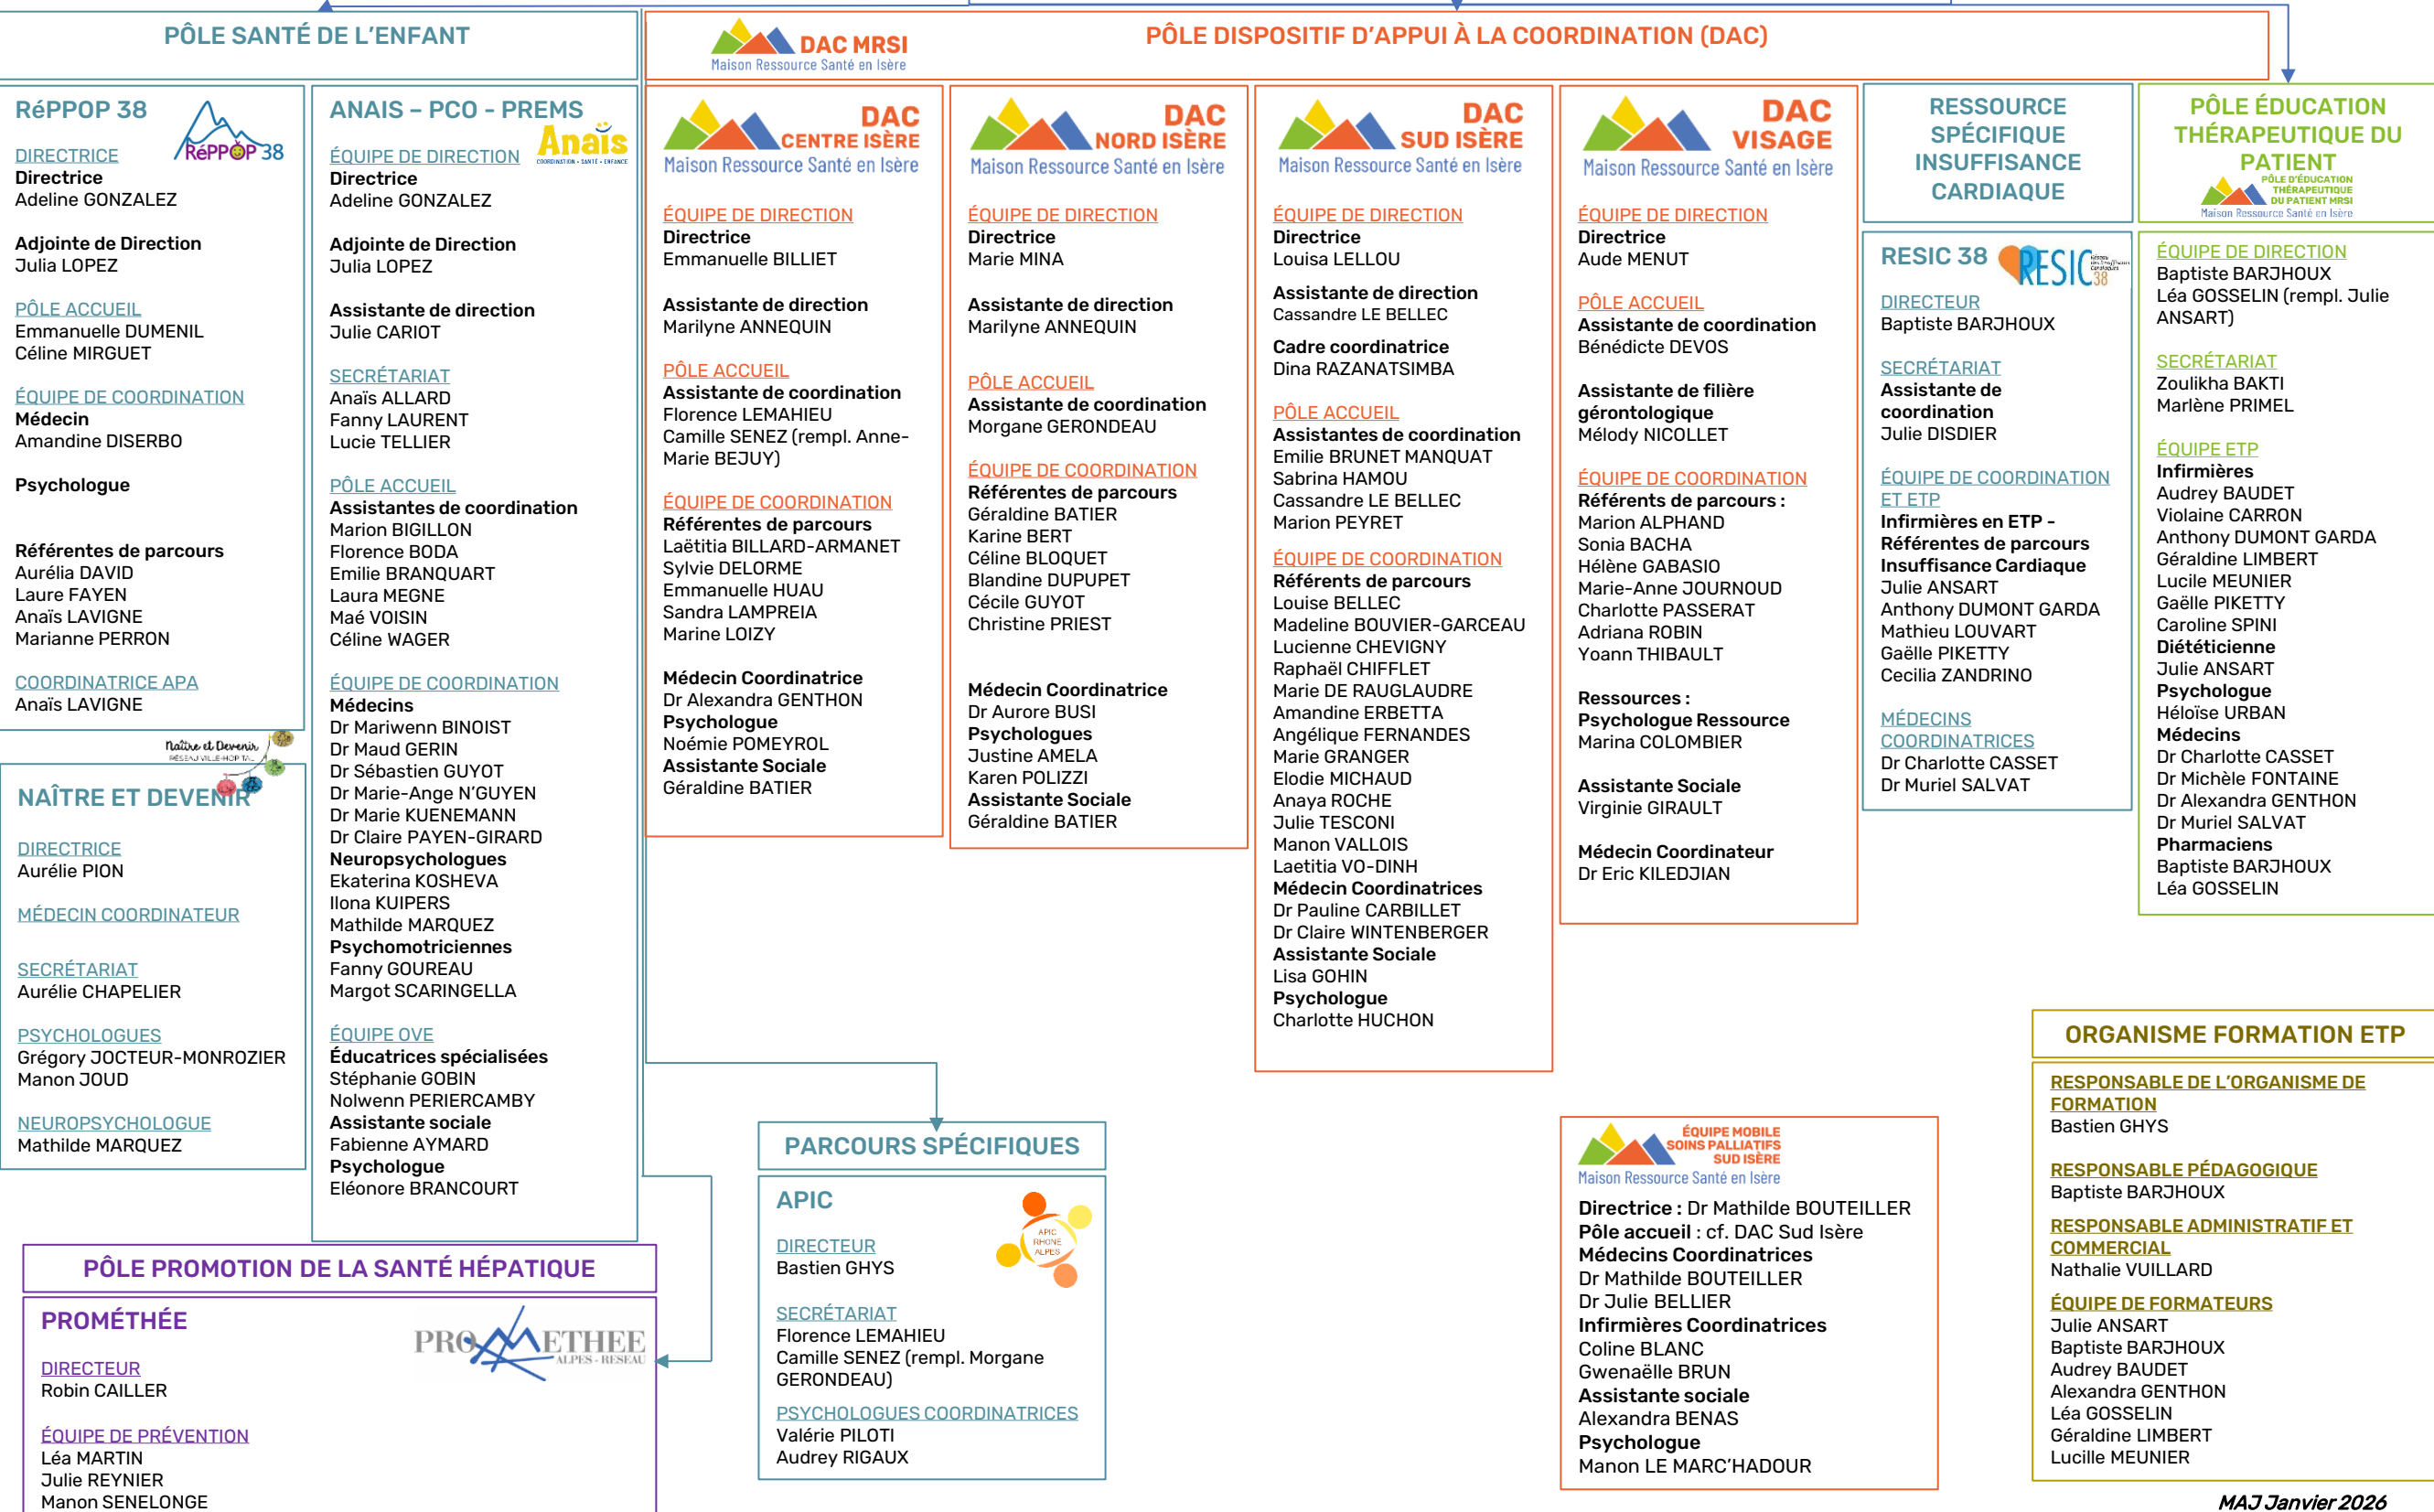 PÔLE SANTÉ DE L'ENFANT
DAC MRSI
Maison Ressource Santé en Isère
PÔLE DISPOSITIF D'APPUI À LA COORDINATION (DAC)
RéPPOP 38
RéPPOP 38
DIRECTRICE
Directrice
Adeline GONZALEZ
Adjointe de Direction
Julia LOPEZ
PÔLE ACCUEIL
Emmanuelle DUMENIL
Céline MIRGUET
ÉQUIPE DE COORDINATION
Médecin
Amandine DISERBO
Psychologue
Référentes de parcours
Aurélia DAVID
Laure FAYEN
Anaïs LAVIGNE
Marianne PERRON
COORDINATRICE APA
Anaïs LAVIGNE
Naître et Devenir
RÉSEAU VILLE-HOPITAL
NAÎTRE ET DEVENIR
DIRECTRICE
Aurélie PION
MÉDECIN COORDINATEUR
SECRÉTARIAT
Aurélie CHAPELIER
PSYCHOLOGUES
Grégory JOCTEUR-MONROZIER
Manon JOUD
NEUROPSYCHOLOGUE
Mathilde MARQUEZ
ANAIS – PCO - PREMS
Anaïs
COORDINATION • SANTÉ • ENFANCE
ÉQUIPE DE DIRECTION
Directrice
Adeline GONZALEZ
Adjointe de Direction
Julia LOPEZ
Assistante de direction
Julie CARIOT
SECRÉTARIAT
Anaïs ALLARD
Fanny LAURENT
Lucie TELLIER
PÔLE ACCUEIL
Assistantes de coordination
Marion BIGILLON
Florence BODA
Emilie BRANQUART
Laura MEGNE
Maé VOISIN
Céline WAGER
ÉQUIPE DE COORDINATION
Médecins
Dr Mariwenn BINOIST
Dr Maud GERIN
Dr Sébastien GUYOT
Dr Marie-Ange N'GUYEN
Dr Marie KUENEMANN
Dr Claire PAYEN-GIRARD
Neuropsychologues
Ekaterina KOSHEVA
Ilona KUIPERS
Mathilde MARQUEZ
Psychomotriciennes
Fanny GOUREAU
Margot SCARINGELLA
ÉQUIPE OVE
Éducatrices spécialisées
Stéphanie GOBIN
Nolwenn PERIERCAMBY
Assistante sociale
Fabienne AYMARD
Psychologue
Eléonore BRANCOURT
DAC
CENTRE ISÈRE
Maison Ressource Santé en Isère
ÉQUIPE DE DIRECTION
Directrice
Emmanuelle BILLIET
Assistante de direction
Marilyne ANNEQUIN
PÔLE ACCUEIL
Assistante de coordination
Florence LEMAHIEU
Camille SENEZ (rempl. Anne-
Marie BEJUY)
ÉQUIPE DE COORDINATION
Référentes de parcours
Laëtitia BILLARD-ARMANET
Sylvie DELORME
Emmanuelle HUAU
Sandra LAMPREIA
Marine LOIZY
Médecin Coordinatrice
Dr Alexandra GENTHON
Psychologue
Noémie POMEYROL
Assistante Sociale
Géraldine BATIER
DAC
NORD ISÈRE
Maison Ressource Santé en Isère
ÉQUIPE DE DIRECTION
Directrice
Marie MINA
Assistante de direction
Marilyne ANNEQUIN
PÔLE ACCUEIL
Assistante de coordination
Morgane GERONDEAU
ÉQUIPE DE COORDINATION
Référentes de parcours
Géraldine BATIER
Karine BERT
Céline BLOQUET
Blandine DUPUPET
Cécile GUYOT
Christine PRIEST
Médecin Coordinatrice
Dr Aurore BUSI
Psychologues
Justine AMELA
Karen POLIZZI
Assistante Sociale
Géraldine BATIER
DAC
SUD ISÈRE
Maison Ressource Santé en Isère
ÉQUIPE DE DIRECTION
Directrice
Louisa LELLOU
Assistante de direction
Cassandre LE BELLEC
Cadre coordinatrice
Dina RAZANATSIMBA
PÔLE ACCUEIL
Assistantes de coordination
Emilie BRUNET MANQUAT
Sabrina HAMOU
Cassandre LE BELLEC
Marion PEYRET
ÉQUIPE DE COORDINATION
Référents de parcours
Louise BELLEC
Madeline BOUVIER-GARCEAU
Lucienne CHEVIGNY
Raphaël CHIFFLET
Marie DE RAUGLAUDRE
Amandine ERBETTA
Angélique FERNANDES
Marie GRANGER
Elodie MICHAUD
Anaya ROCHE
Julie TESCONI
Manon VALLOIS
Laetitia VO-DINH
Médecin Coordinatrices
Dr Pauline CARBILLET
Dr Claire WINTENBERGER
Assistante Sociale
Lisa GOHIN
Psychologue
Charlotte HUCHON
DAC
VISAGE
Maison Ressource Santé en Isère
ÉQUIPE DE DIRECTION
Directrice
Aude MENUT
PÔLE ACCUEIL
Assistante de coordination
Bénédicte DEVOS
Assistante de filière
gérontologique
Mélody NICOLLET
ÉQUIPE DE COORDINATION
Référents de parcours :
Marion ALPHAND
Sonia BACHA
Hélène GABASIO
Marie-Anne JOURNOUD
Charlotte PASSERAT
Adriana ROBIN
Yoann THIBAULT
Ressources :
Psychologue Ressource
Marina COLOMBIER
Assistante Sociale
Virginie GIRAULT
Médecin Coordinateur
Dr Eric KILEDJIAN
RESSOURCE
SPÉCIFIQUE
INSUFFISANCE
CARDIAQUE
RESIC 38
RESIC38
DIRECTEUR
Baptiste BARJHOUX
SECRÉTARIAT
Assistante de
coordination
Julie DISDIER
ÉQUIPE DE COORDINATION
ET ETP
Infirmières en ETP -
Référentes de parcours
Insuffisance Cardiaque
Julie ANSART
Anthony DUMONT GARDA
Mathieu LOUVART
Gaëlle PIKETTY
Cecilia ZANDRINO
MÉDECINS
COORDINATRICES
Dr Charlotte CASSET
Dr Muriel SALVAT
PÔLE ÉDUCATION
THÉRAPEUTIQUE DU
PATIENT
PÔLE D'ÉDUCATION
THÉRAPEUTIQUE
DU PATIENT MRSI
Maison Ressource Santé en Isère
ÉQUIPE DE DIRECTION
Baptiste BARJHOUX
Léa GOSSELIN (rempl. Julie
ANSART)
SECRÉTARIAT
Zoulikha BAKTI
Marlène PRIMEL
ÉQUIPE ETP
Infirmières
Audrey BAUDET
Violaine CARRON
Anthony DUMONT GARDA
Géraldine LIMBERT
Lucile MEUNIER
Gaëlle PIKETTY
Caroline SPINI
Diététicienne
Julie ANSART
Psychologue
Héloïse URBAN
Médecins
Dr Charlotte CASSET
Dr Michèle FONTAINE
Dr Alexandra GENTHON
Dr Muriel SALVAT
Pharmaciens
Baptiste BARJHOUX
Léa GOSSELIN
PÔLE PROMOTION DE LA SANTÉ HÉPATIQUE
PROMÉTHÉE
PROMETHEE
ALPES - RESEAU
DIRECTEUR
Robin CAILLER
ÉQUIPE DE PRÉVENTION
Léa MARTIN
Julie REYNIER
Manon SENELONGE
PARCOURS SPÉCIFIQUES
APIC
APIC
RHONE
ALPES
DIRECTEUR
Bastien GHYS
SECRÉTARIAT
Florence LEMAHIEU
Camille SENEZ (rempl. Morgane
GERONDEAU)
PSYCHOLOGUES COORDINATRICES
Valérie PILOTI
Audrey RIGAUX
ÉQUIPE MOBILE
SOINS PALLIATIFS
SUD ISÈRE
Maison Ressource Santé en Isère
Directrice : Dr Mathilde BOUTEILLER
Pôle accueil : cf. DAC Sud Isère
Médecins Coordinatrices
Dr Mathilde BOUTEILLER
Dr Julie BELLIER
Infirmières Coordinatrices
Coline BLANC
Gwenaëlle BRUN
Assistante sociale
Alexandra BENAS
Psychologue
Manon LE MARC'HADOUR
ORGANISME FORMATION ETP
RESPONSABLE DE L'ORGANISME DE
FORMATION
Bastien GHYS
RESPONSABLE PÉDAGOGIQUE
Baptiste BARJHOUX
RESPONSABLE ADMINISTRATIF ET
COMMERCIAL
Nathalie VUILLARD
ÉQUIPE DE FORMATEURS
Julie ANSART
Baptiste BARJHOUX
Audrey BAUDET
Alexandra GENTHON
Léa GOSSELIN
Géraldine LIMBERT
Lucille MEUNIER
MAJ Janvier 2026